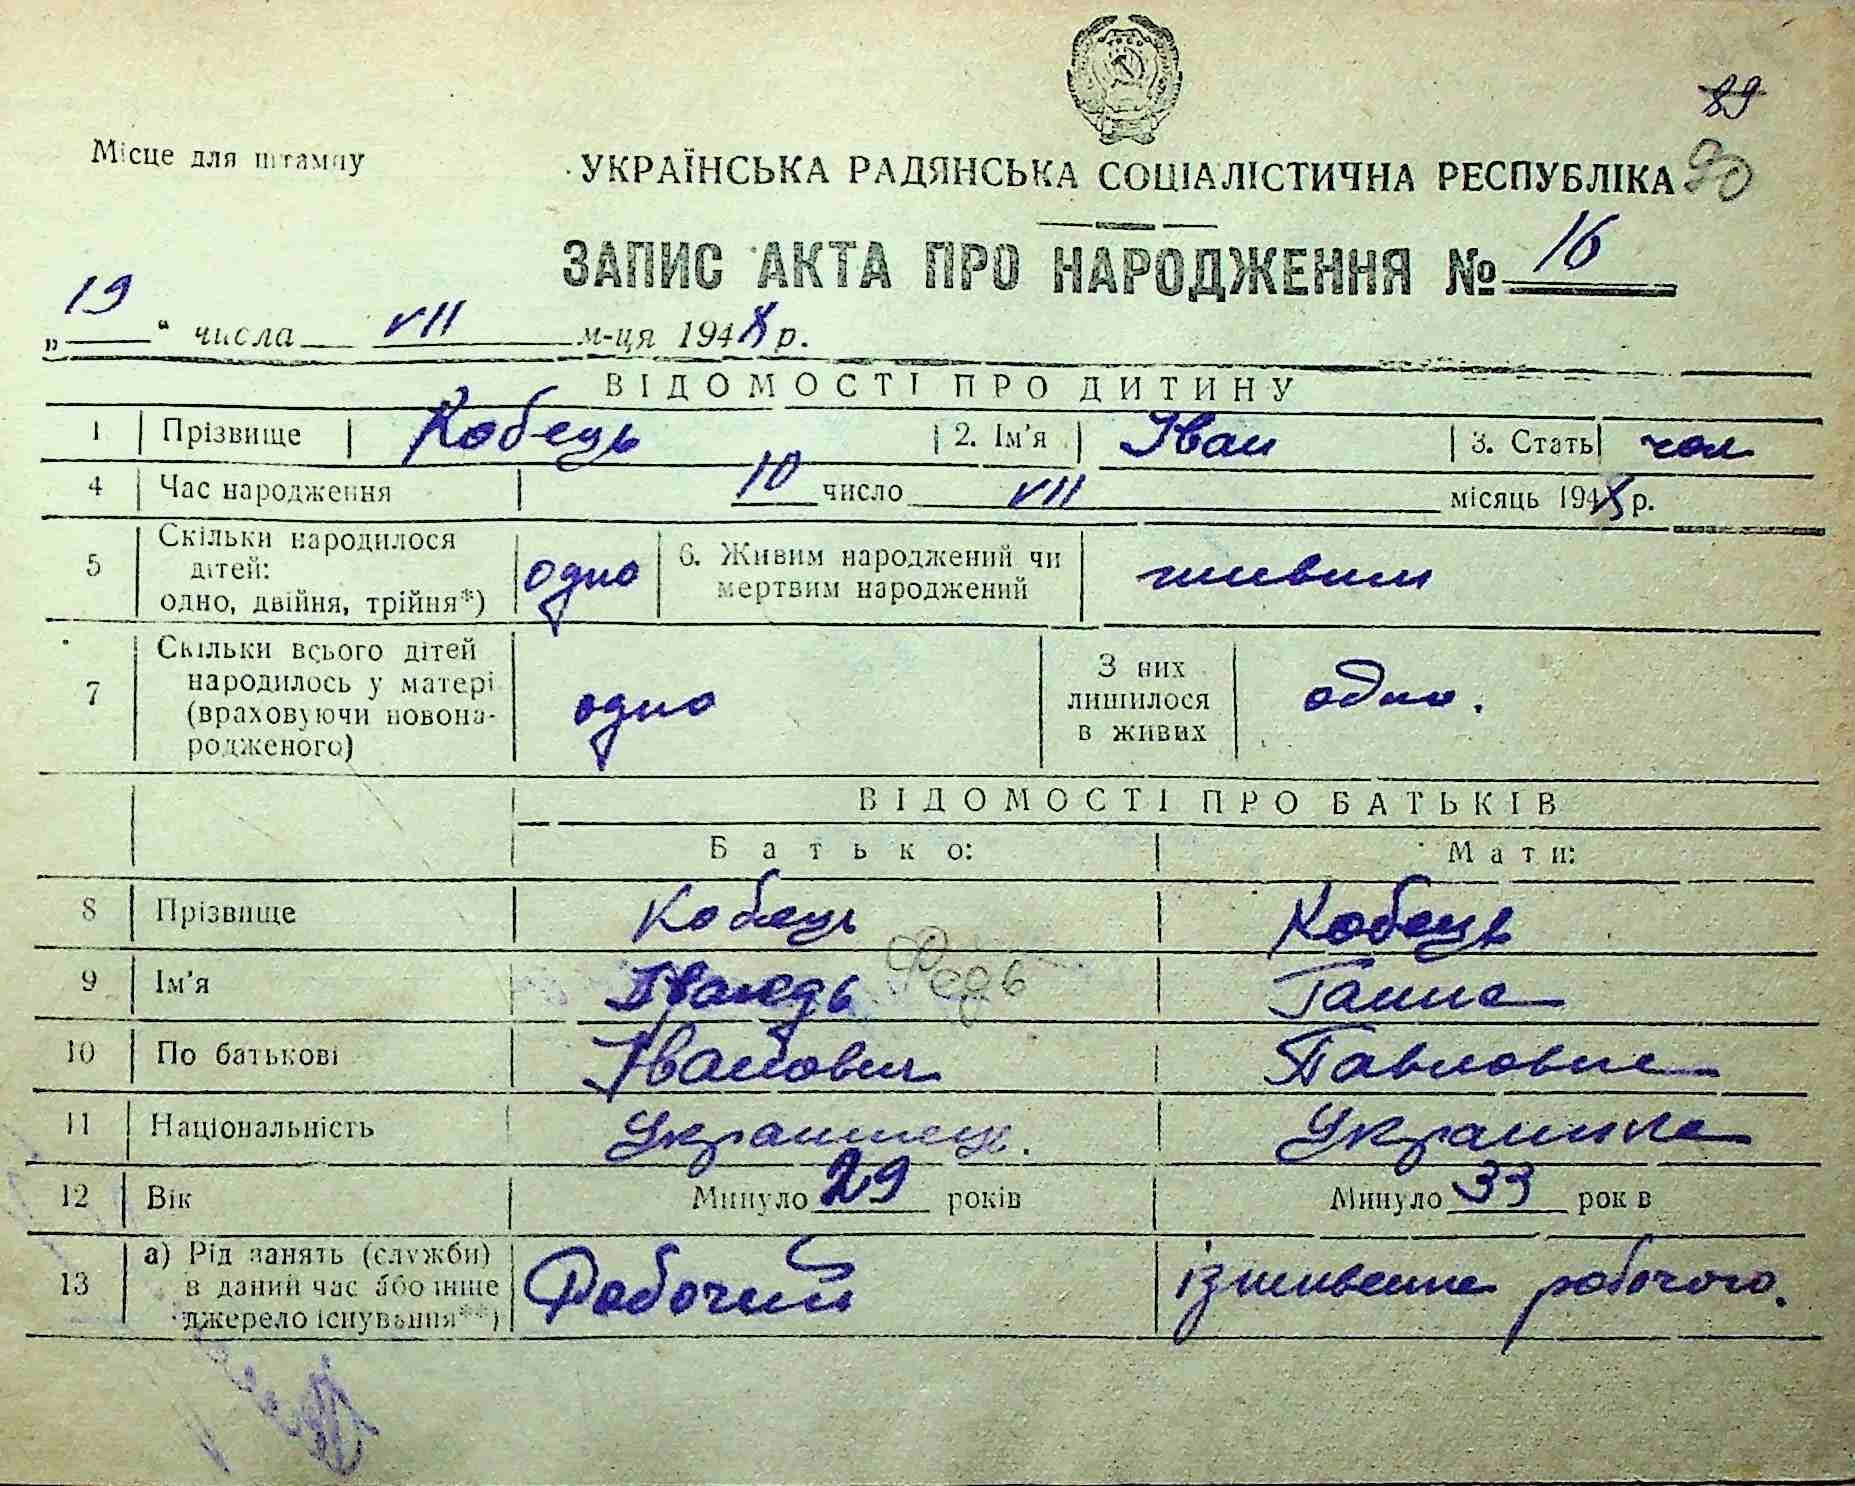 89
90
Місце для штампу
УКРАЇНСЬКА РАДЯНСЬКА СОЦІАЛІСТИЧНА РЕСПУБЛІКА
ЗАПИС АКТА ПРО НАРОДЖЕННЯ № 16
„19“ числа VII м-ця 1948 р.
ВІДОМОСТІ ПРО ДИТИНУ
1 Прізвище Кобець 2. Ім'я Іван 3. Стать чол
4 Час народження 10 число VII місяць 1948 р.
5 Скільки народилося дітей: одно, двійня, трійня*) одно 6. Живим народжений чи мертвим народжений живим
7 Скільки всього дітей народилось у матері (враховуючи новона-родженого) одно З них лишилося в живих одно.
ВІДОМОСТІ ПРО БАТЬКІВ
Батько: Мати:
8 Прізвище Кобець Кобець
9 Ім'я Федь Ганна
10 По батькові Іванович Павловна
11 Національність Українець. Українка
12 Вік Минуло 29 років Минуло 33 рок в
13 а) Рід занять (служби) в даний час або інше джерело існування**) Робочий іждивенка робочого.